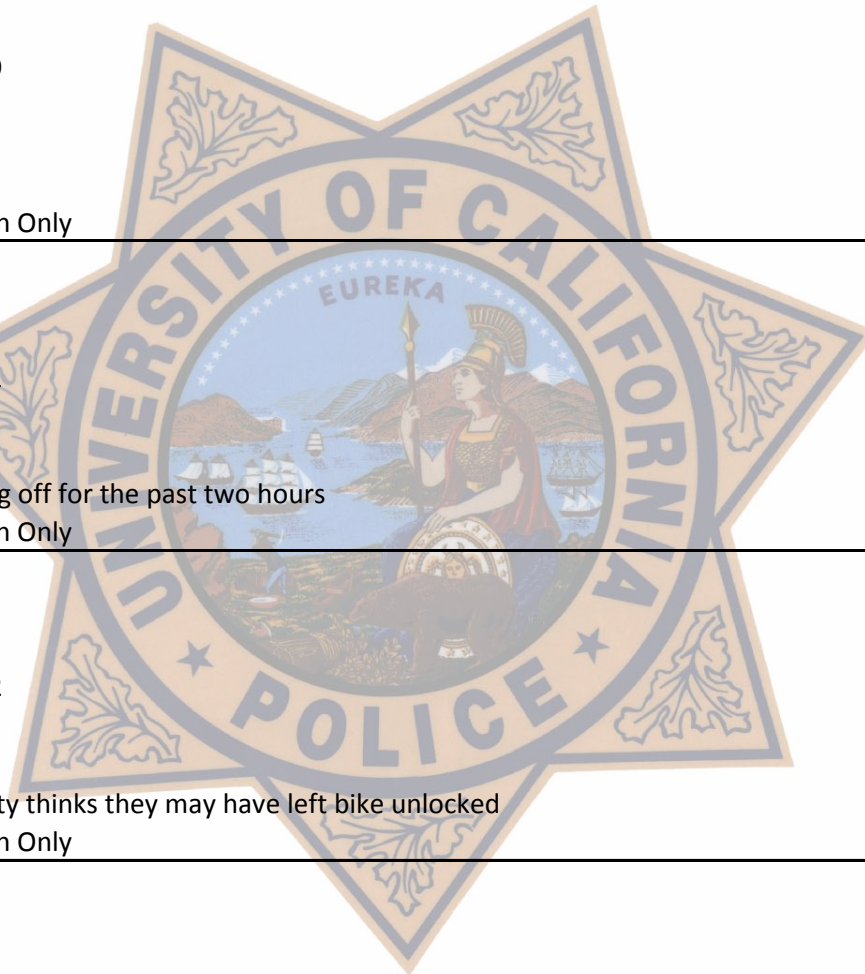 n Only
g off for the past two hours
n Only
ty thinks they may have left bike unlocked
n Only
UNIVERSITY OF CALIFORNIA
EUREKA
POLICE